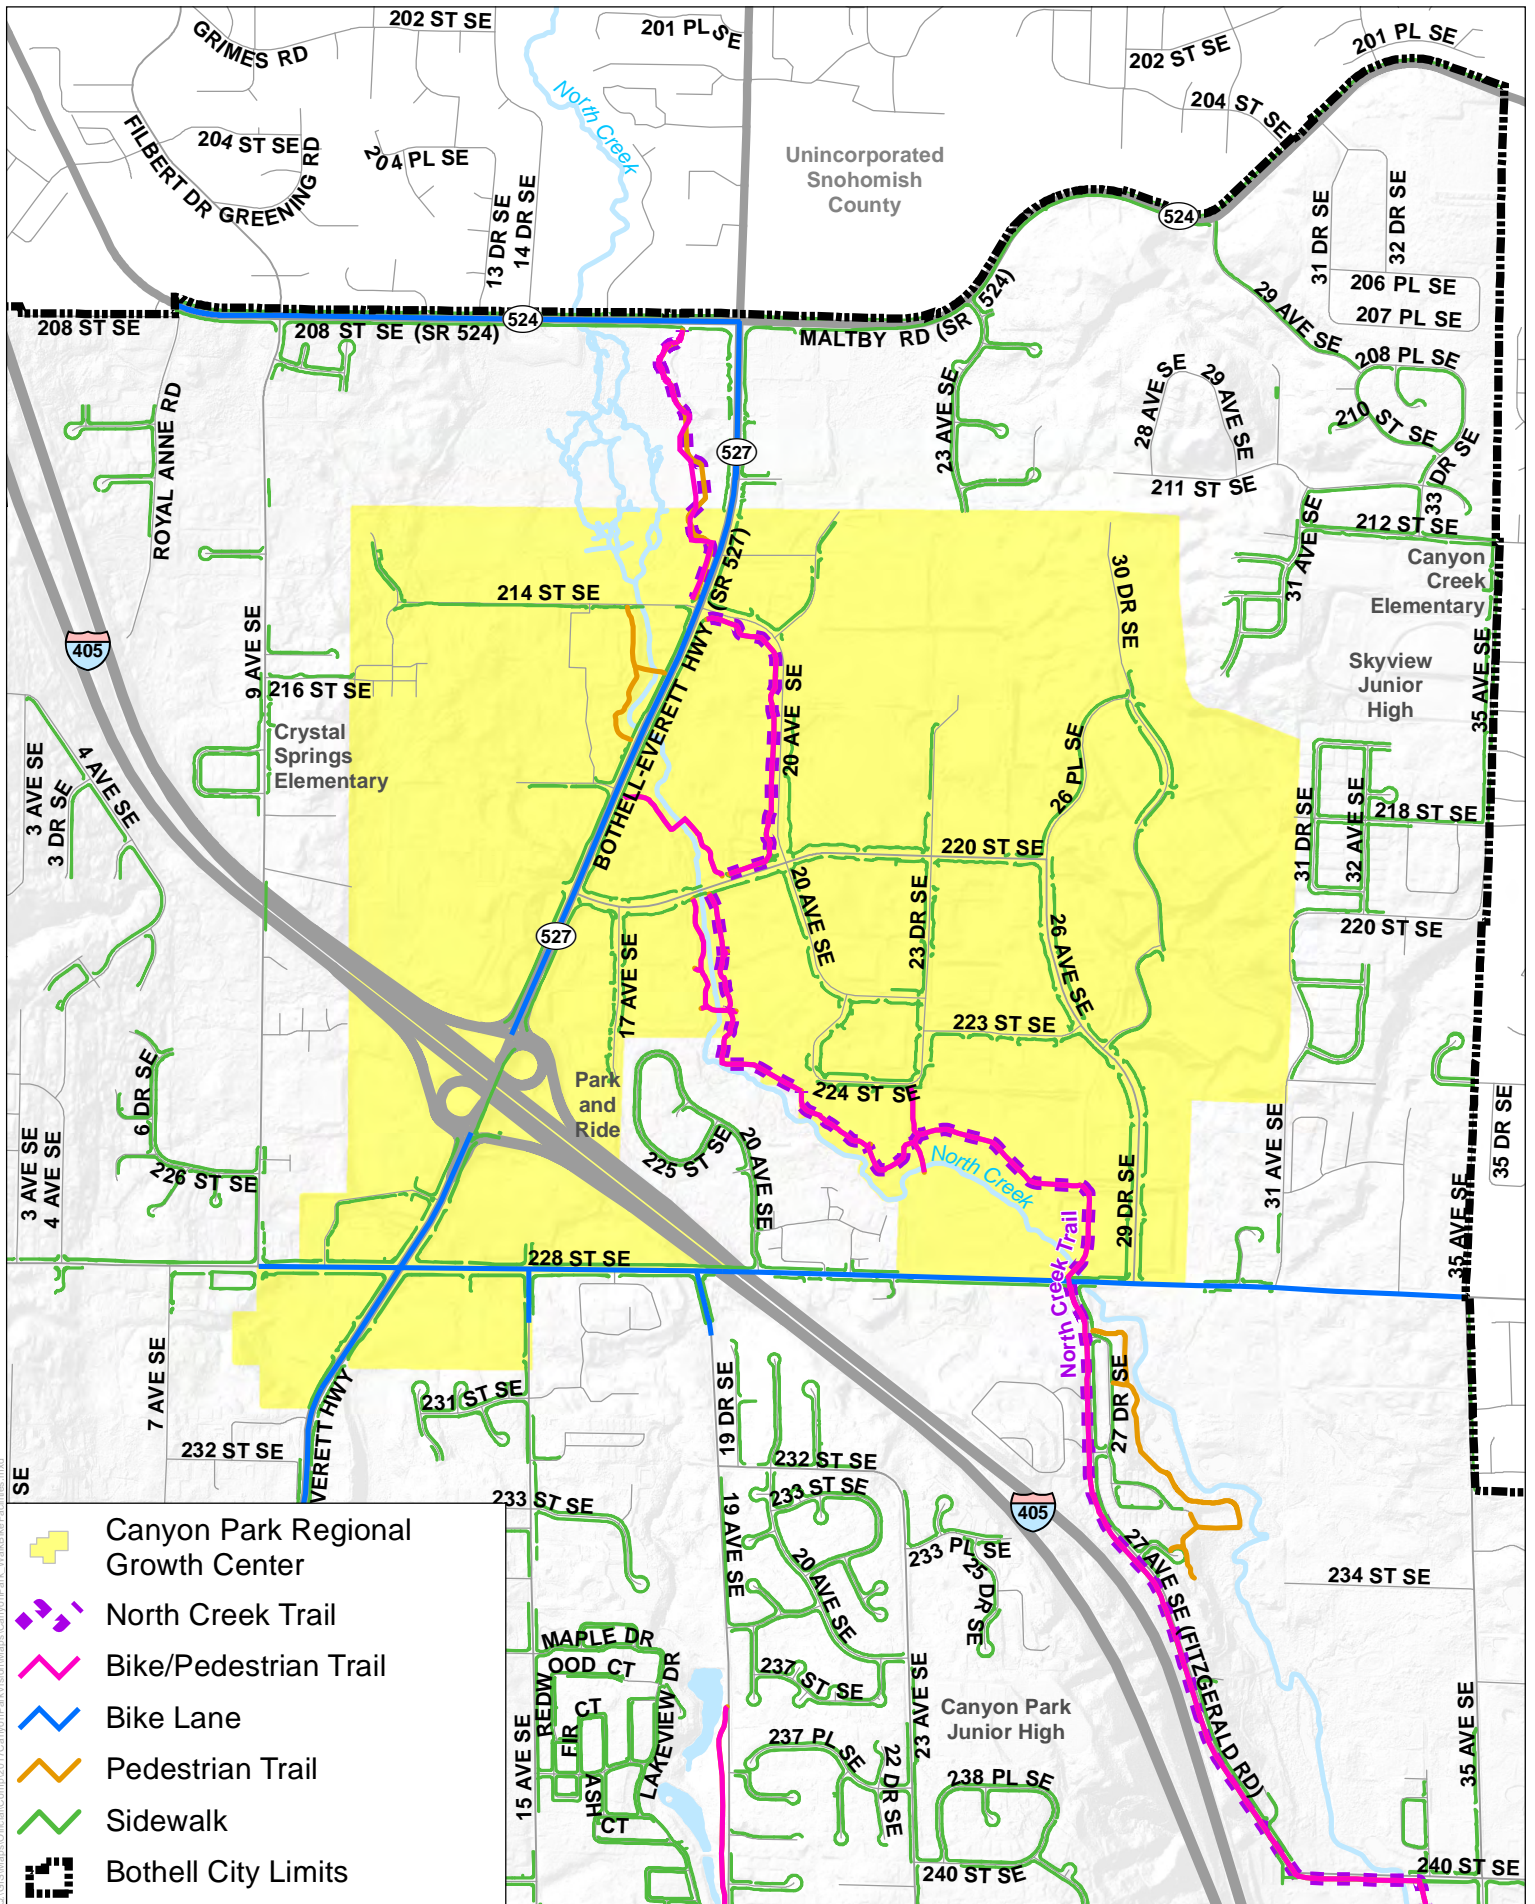 202 ST SE
201 PL SE
201 PL SE
GRIMES RD
202 ST SE
North Creek
204 ST SE
FILBERT DR
204 ST SE
204 PL SE
GREENING RD
Unincorporated
Snohomish
County
13 DR SE
14 DR SE
524
31 DR SE
32 DR SE
206 PL SE
207 PL SE
29 AVE SE
208 ST SE
208 ST SE (SR 524)
524
MALTBY RD (SR 524)
208 PL SE
ROYAL ANNE RD
23 AVE SE
28 AVE SE
29 AVE SE
210 ST SE
33 DR SE
527
211 ST SE
212 ST SE
31 AVE SE
Canyon
Creek
Elementary
30 DR SE
214 ST SE
BOTHELL-EVERETT HWY (SR 527)
405
9 AVE SE
216 ST SE
20 AVE SE
Skyview
Junior
High
35 AVE SE
Crystal
Springs
Elementary
3 AVE SE
3 DR SE
4 AVE SE
26 PL SE
31 DR SE
32 AVE SE
218 ST SE
220 ST SE
20 AVE SE
23 DR SE
26 AVE SE
220 ST SE
527
17 AVE SE
223 ST SE
6 DR SE
Park
and
Ride
224 ST SE
225 ST SE
20 AVE SE
North Creek
29 DR SE
31 AVE SE
35 DR SE
35 AVE SE
3 AVE SE
4 AVE SE
226 ST SE
228 ST SE
North Creek Trail
7 AVE SE
VERETT HWY
231 ST SE
19 DR SE
27 DR SE
232 ST SE
232 ST SE
SE
233 ST SE
233 ST SE
19 AVE SE
405
233 PL SE
25 DR SE
20 AVE SE
27 AVE SE (FITZGERALD RD)
234 ST SE
MAPLE DR
REDWOOD CT
FIR CT
LAKEVIEW DR
ASH CT
15 AVE SE
237 ST SE
237 PL SE
22 DR SE
23 AVE SE
Canyon Park
Junior High
238 PL SE
240 ST SE
35 AVE SE
240 ST SE
Canyon Park Regional
Growth Center
North Creek Trail
Bike/Pedestrian Trail
Bike Lane
Pedestrian Trail
Sidewalk
Bothell City Limits